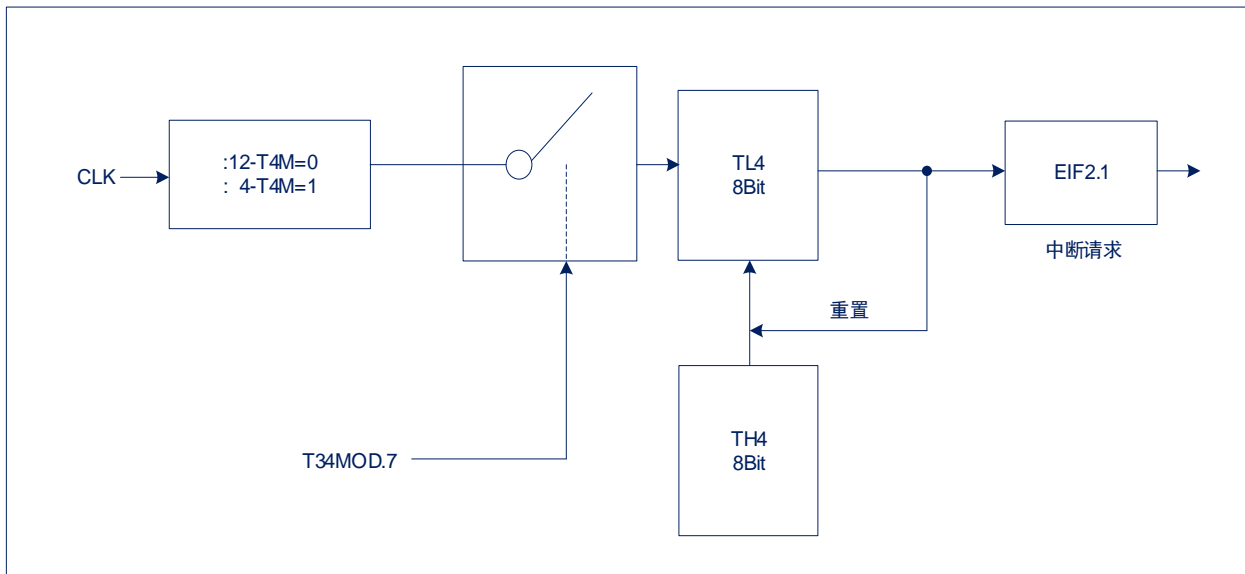 CLK
:12-T4M=0
: 4-T4M=1
TL4
8Bit
EIF2.1
中断请求
重置
TH4
8Bit
T34MOD.7